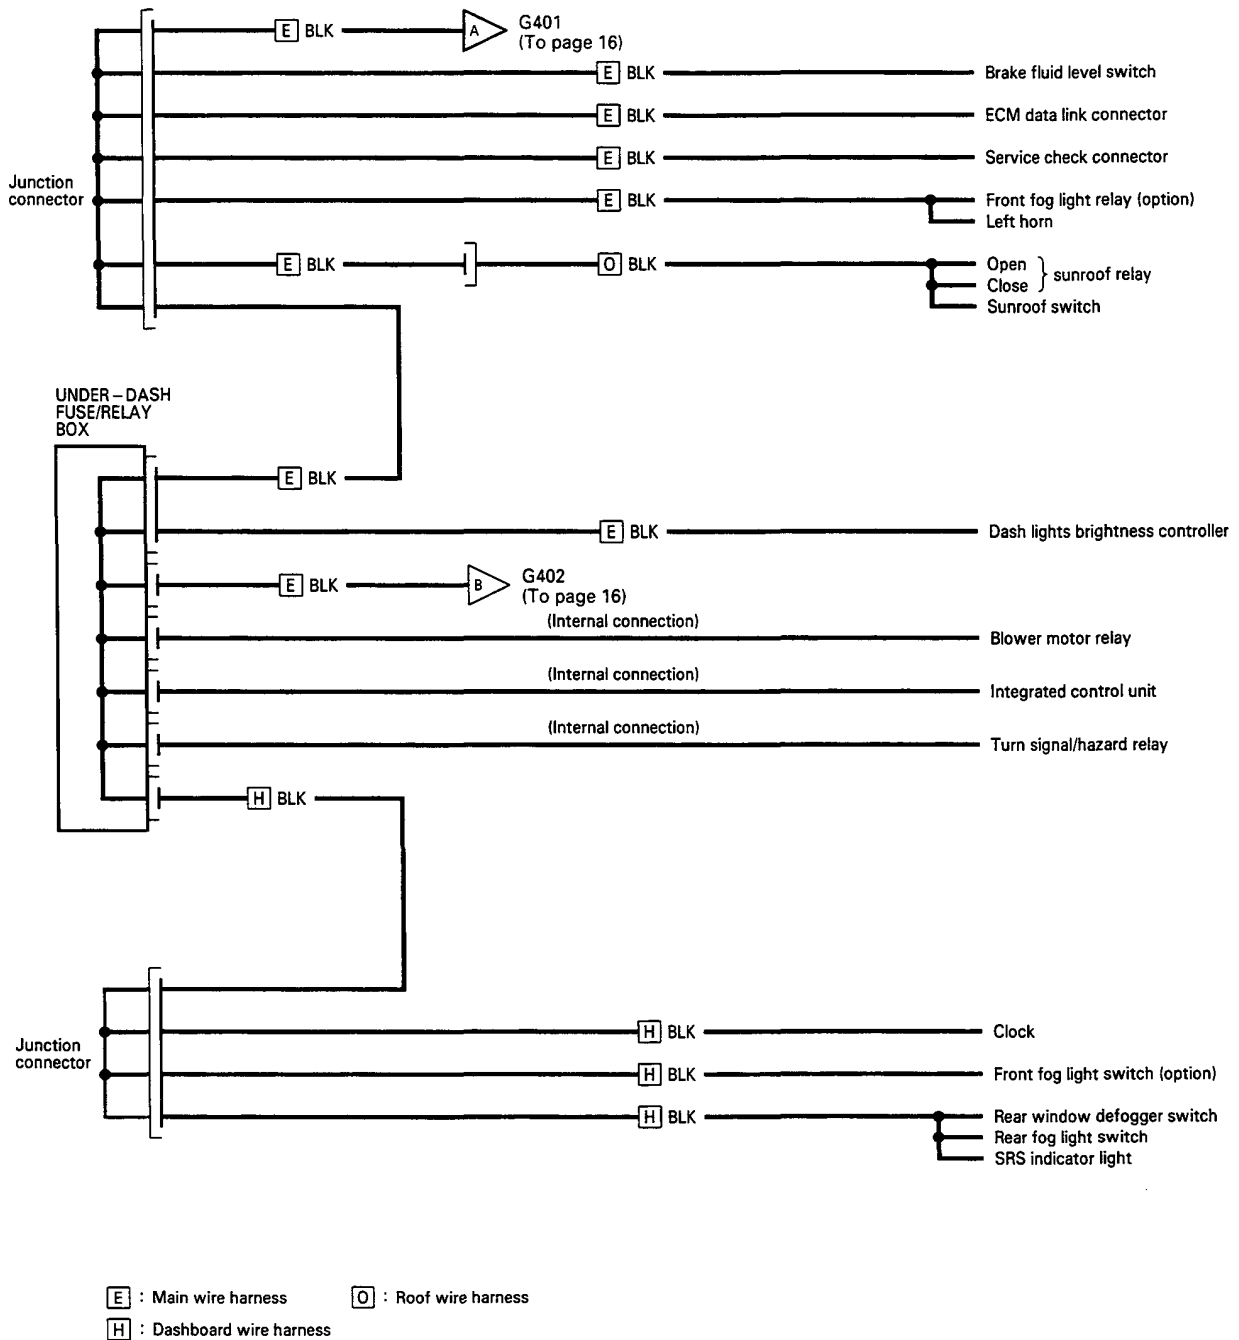 E BLK
A
G401
(To page 16)
E BLK
Brake fluid level switch
E BLK
ECM data link connector
E BLK
Service check connector
Junction
connector
E BLK
Front fog light relay (option)
Left horn
E BLK
O BLK
Open
Close
sunroof relay
Sunroof switch
UNDER-DASH
FUSE/RELAY
BOX
E BLK
E BLK
Dash lights brightness controller
E BLK
B
G402
(To page 16)
(Internal connection)
Blower motor relay
(Internal connection)
Integrated control unit
(Internal connection)
Turn signal/hazard relay
H BLK
Junction
connector
H BLK
Clock
H BLK
Front fog light switch (option)
H BLK
Rear window defogger switch
Rear fog light switch
SRS indicator light
E : Main wire harness
O : Roof wire harness
H : Dashboard wire harness